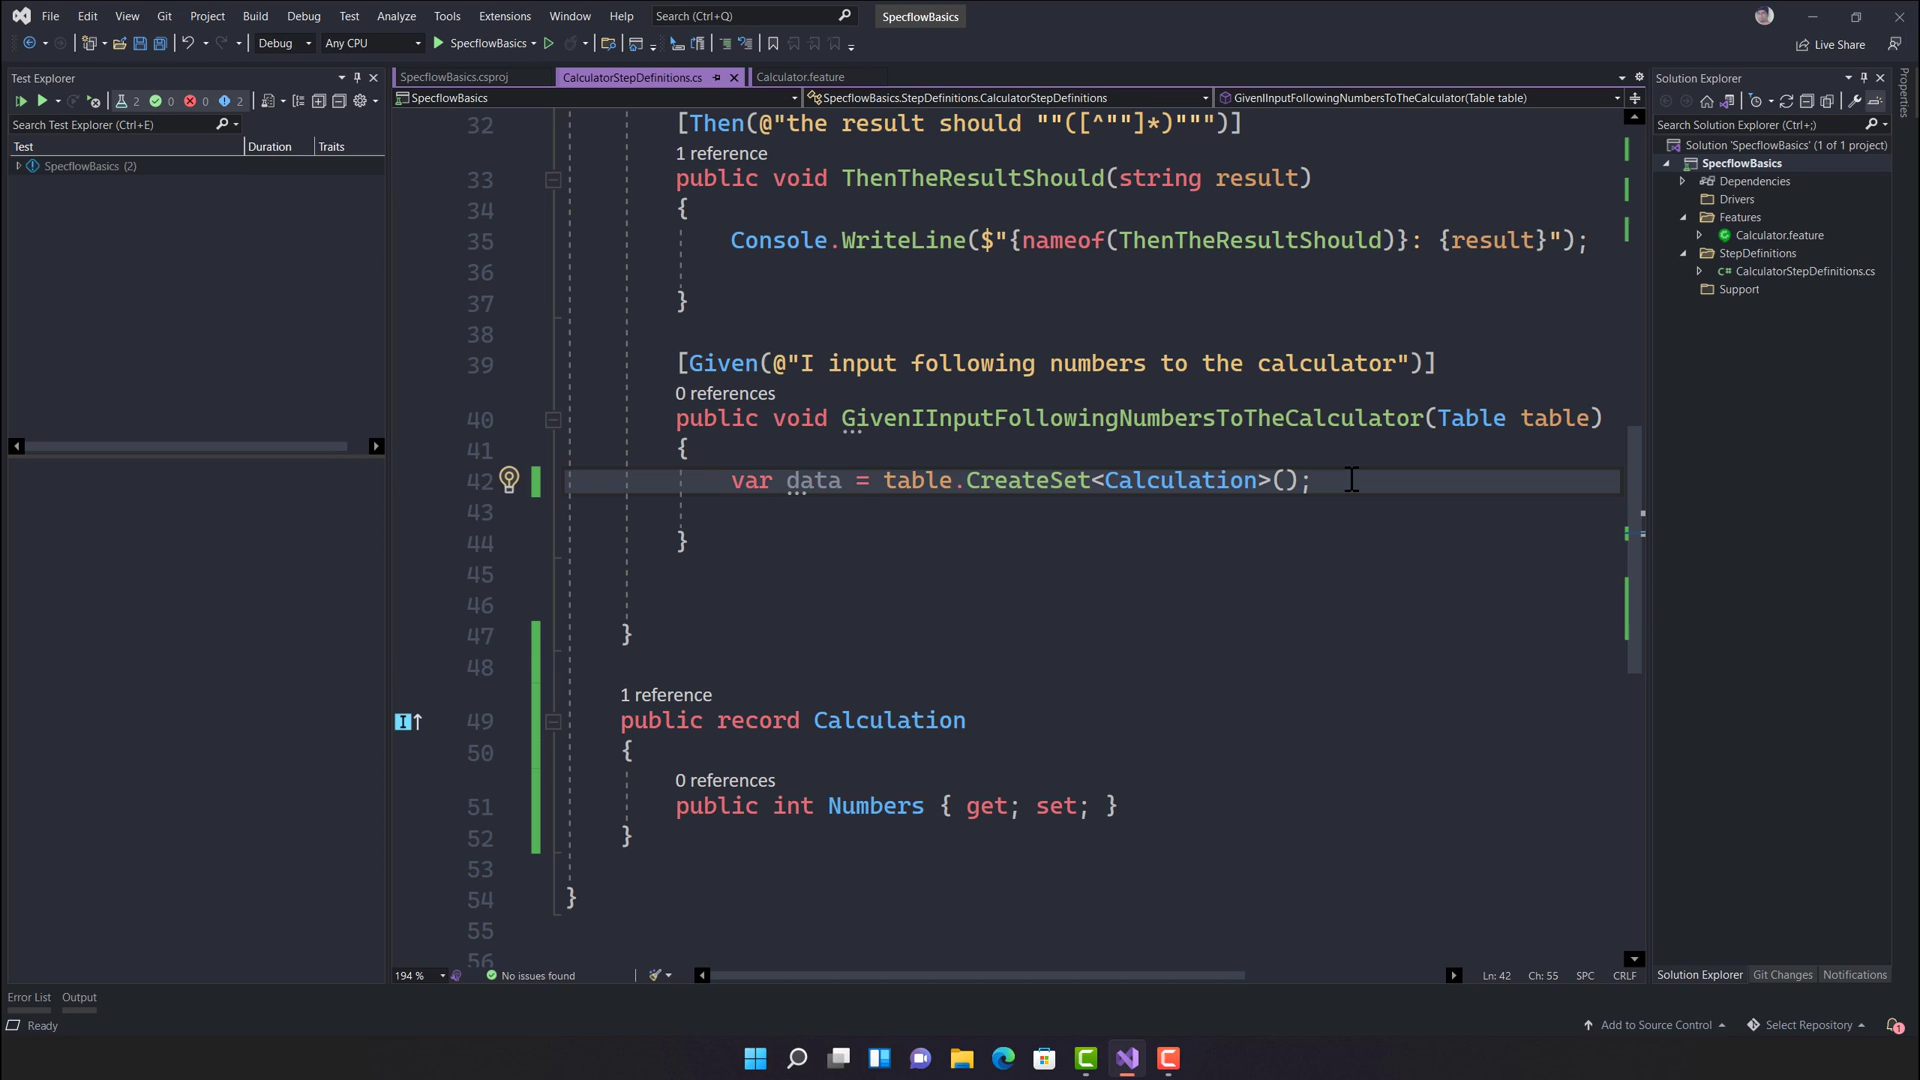 File Edit View Git Project Build Debug Test Analyze Tools Extensions Window Help Search (Ctrl+Q) SpecflowBasics
Debug Any CPU SpecflowBasics Live Share
Test Explorer
2 0 0 2
Search Test Explorer (Ctrl+E)
Test Duration Traits
SpecflowBasics (2)
SpecflowBasics.csproj CalculatorStepDefinitions.cs Calculator.feature
SpecflowBasics SpecflowBasics.StepDefinitions.CalculatorStepDefinitions GivenIInputFollowingNumbersToTheCalculator(Table table)
32 [Then(@"the result should ""([^""]*)""")]
1 reference
33 public void ThenTheResultShould(string result)
34 {
35 Console.WriteLine($"{nameof(ThenTheResultShould)}: {result}");
36
37 }
38
39 [Given(@"I input following numbers to the calculator")]
0 references
40 public void GivenIInputFollowingNumbersToTheCalculator(Table table)
41 {
42 var data = table.CreateSet<Calculation>();
43
44 }
45
46
47 }
48
1 reference
49 public record Calculation
50 {
0 references
51 public int Numbers { get; set; }
52 }
53
54 }
55
56
194 % No issues found Ln: 42 Ch: 55 SPC CRLF
Solution Explorer
Search Solution Explorer (Ctrl+;)
Solution 'SpecflowBasics' (1 of 1 project)
SpecflowBasics
Dependencies
Drivers
Features
Calculator.feature
StepDefinitions
CalculatorStepDefinitions.cs
Support
Properties
Solution Explorer Git Changes Notifications
Error List Output
Ready Add to Source Control Select Repository 1